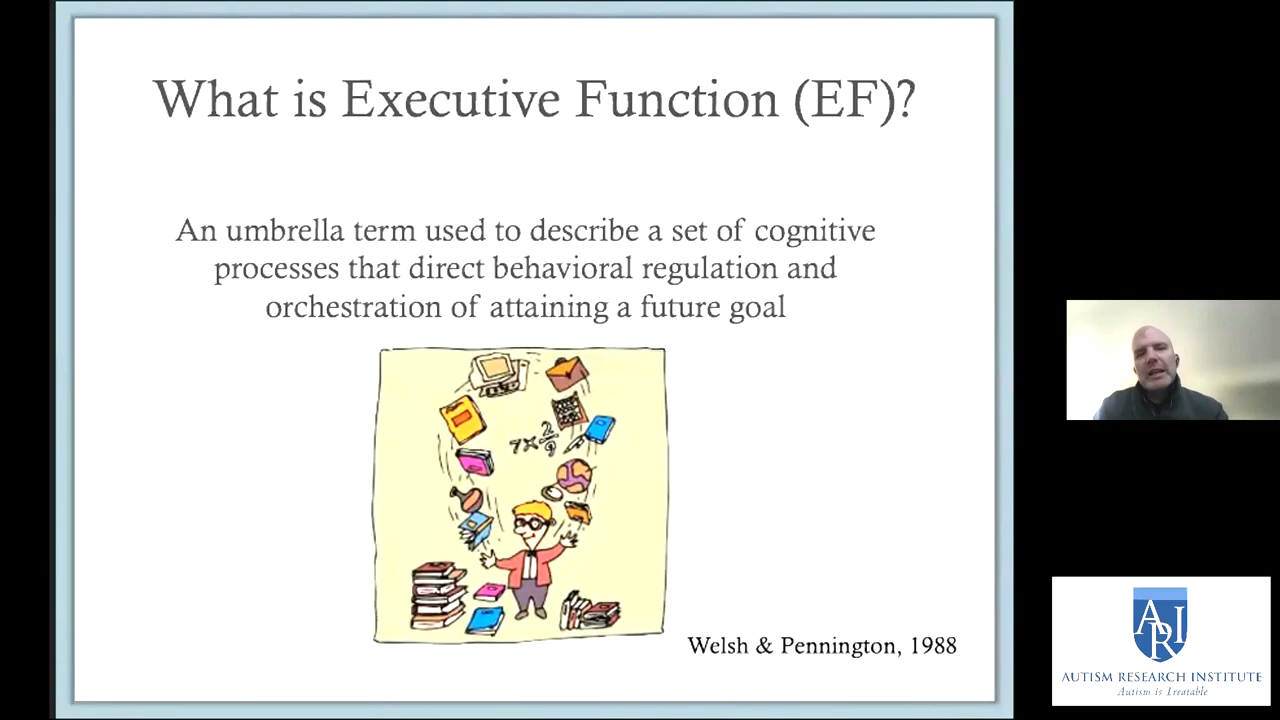 What is Executive Function (EF)?
An umbrella term used to describe a set of cognitive
processes that direct behavioral regulation and
orchestration of attaining a future goal
7x 2/9
Welsh & Pennington, 1988
ARI
AUTISM RESEARCH INSTITUTE
Autism is Treatable